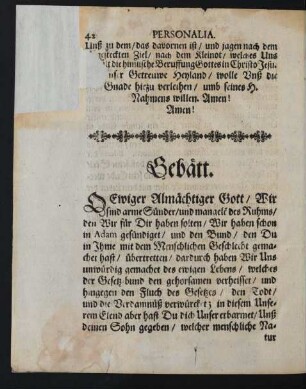 42 PERSONALIA.
Unß zu dem/das davornen ist/ und jagen nach dem
gesteckten Ziel/ nach dem Kleinot/ welches Uns
die himlische Beruffung Gottes in Christo Jesu.
Getreuwe Heyland/ wolle Unß die
Gnade hiezu verleihen/ umb seines H.
Nahmens willen. Amen!
Amen!
Gebätt.
O Ewiger Almächtiger Gott/ Wir
sind arme Sünder/und mangeln des Ruhms/
den Wir für Dir haben solten/ Wir haben schon
in Adam gesündiget/ und den Bund/ den Du
in Ihme mit dem Menschlichen Geschlecht gema-
chet hast/ übertretten/ dardurch haben Wir Uns
unwürdig gemachet des ewigen Lebens/ welches
der Gesetz-bund den gehorsamen verheisset/ und
hingegen den Fluch des Gesetzes/ den Todt/
und die Verdamnüß verwürcket; in diesem Unse-
rem Elend aber hast Du dich Unser erbarmet/ Unß
deinen Sohn gegeben/ welcher menschliche Na-
tur